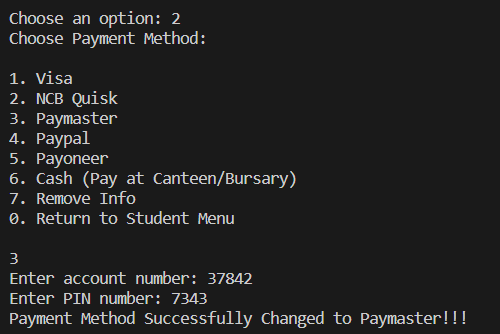 Choose an option: 2
Choose Payment Method:
1. Visa
2. NCB Quisk
3. Paymaster
4. Paypal
5. Payoneer
6. Cash (Pay at Canteen/Bursary)
7. Remove Info
0. Return to Student Menu
3
Enter account number: 37842
Enter PIN number: 7343
Payment Method Successfully Changed to Paymaster!!!